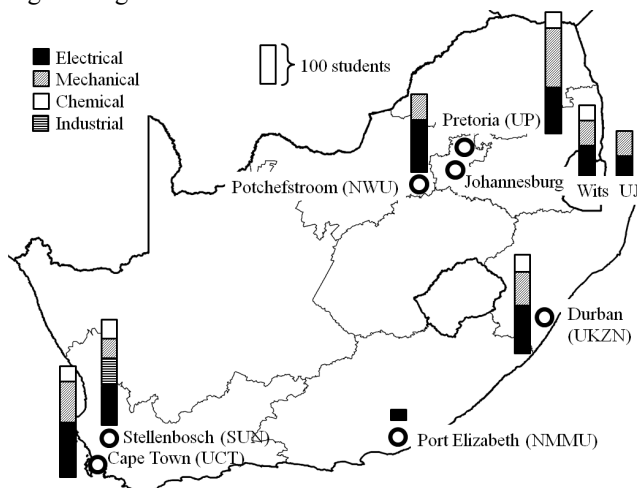 Electrical
Mechanical
Chemical
Industrial
100 students
Pretoria (UP)
Johannesburg
Potchefstroom (NWU)
Wits
Durban
(UKZN)
Stellenbosch (SUN)
Cape Town (UCT)
Port Elizabeth (NMMU)